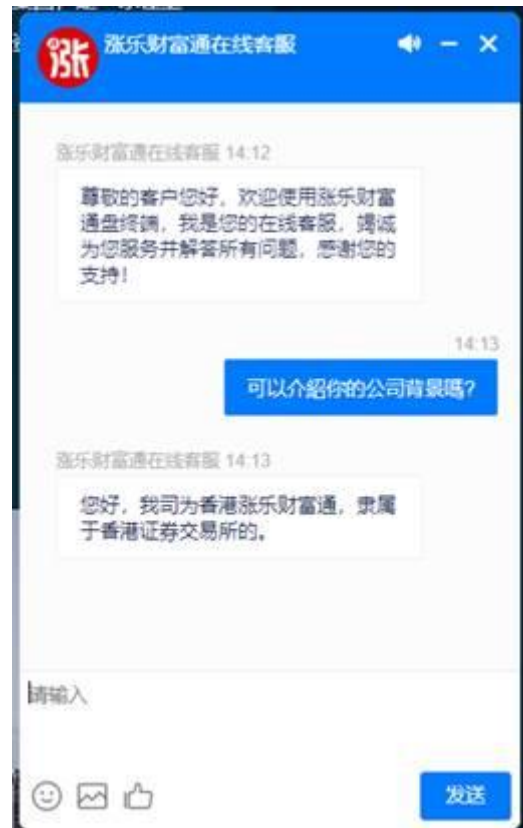 涨
涨乐财富通在线客服
涨乐财富通在线客服 14:12
尊敬的客户您好，欢迎使用涨乐财富
通盘终端，我是您的在线客服，竭诚
为您服务并解答所有问题，感谢您的
支持！
14:13
可以介紹你的公司背景嗎?
涨乐财富通在线客服 14:13
您好，我司为香港涨乐财富通，隶属
于香港证券交易所的。
请输入
发送